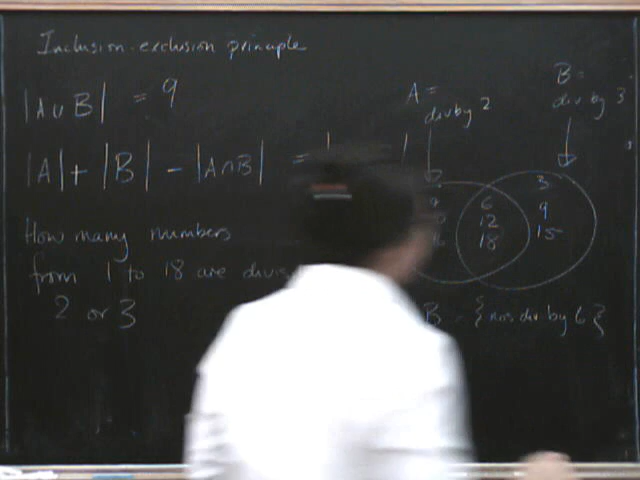 Inclusion-exclusion principle
|A∪B| = 9
|A| + |B| - |A∩B| =
How many numbers
from 1 to 18 are
2 or 3
A =
div by 2
B =
div by 3
6
12
18
3
9
15
B = { nos div by 6 }